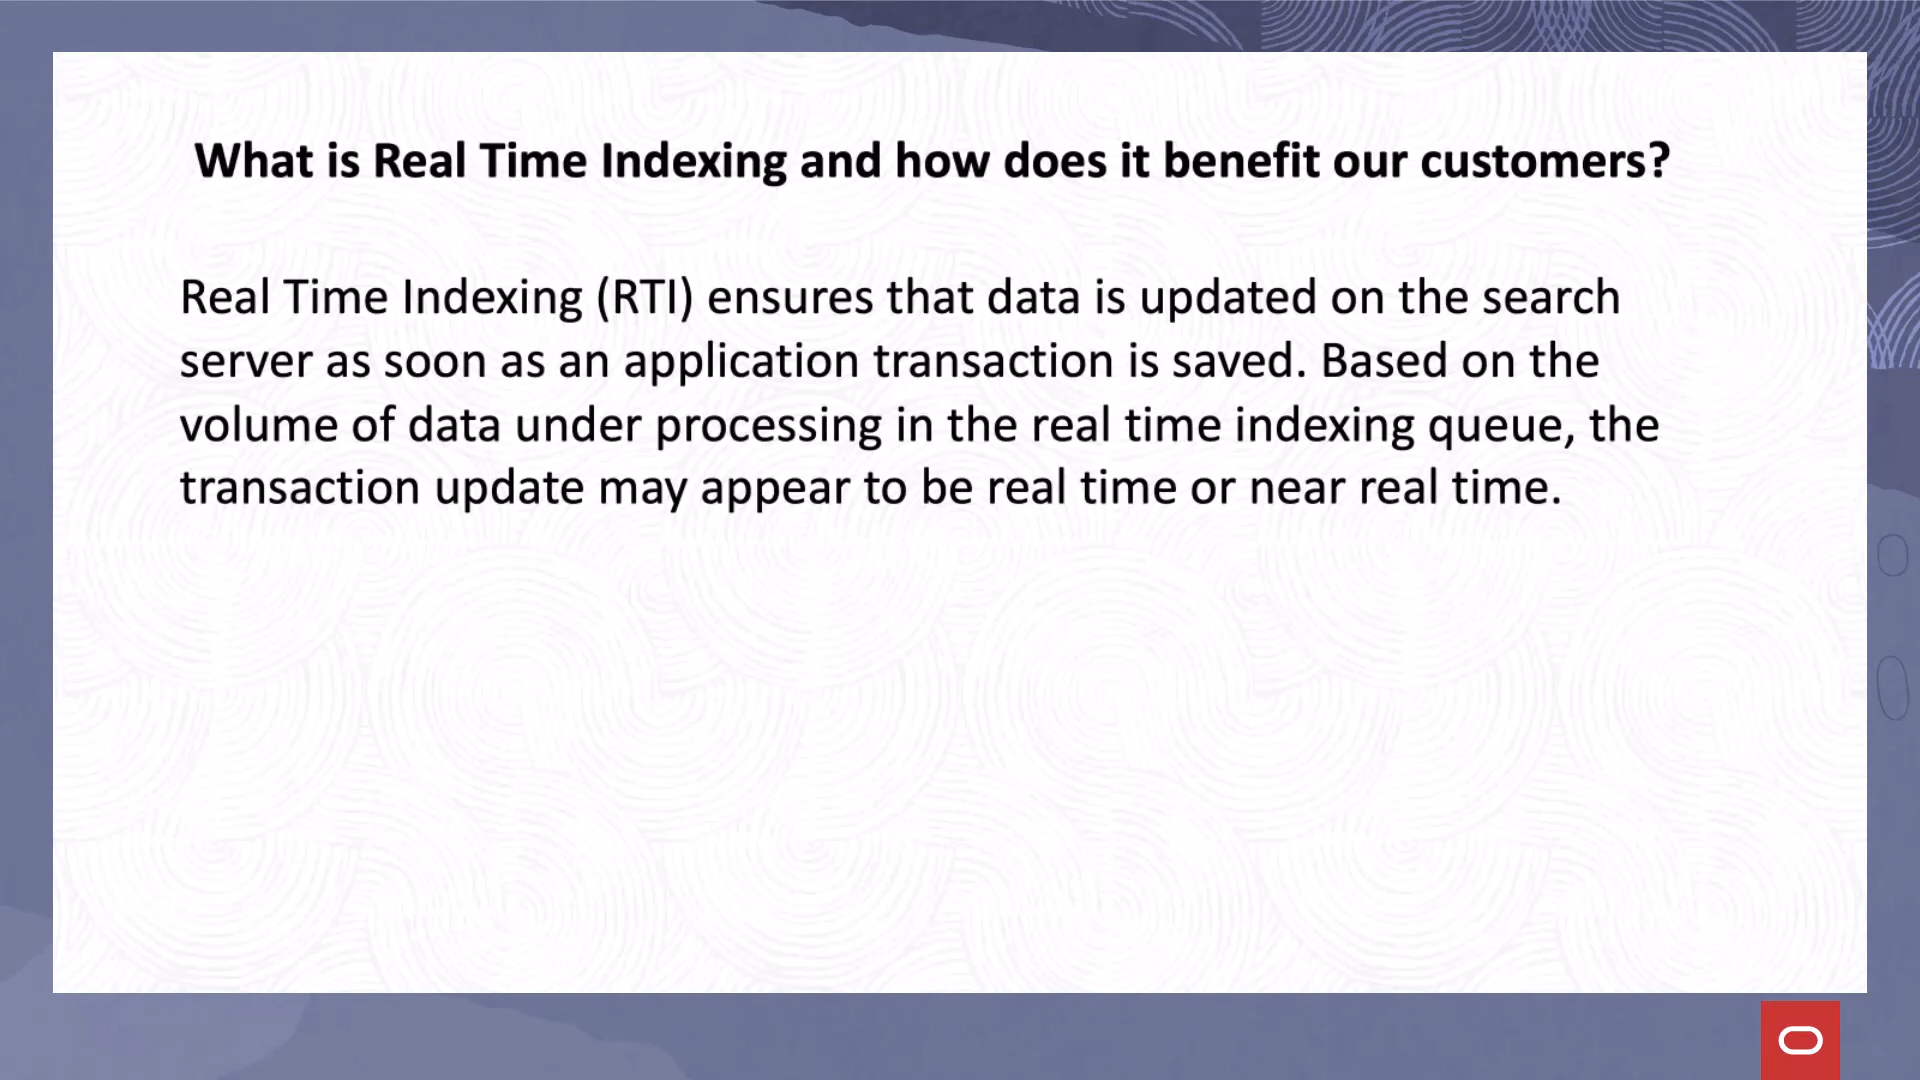 What is Real Time Indexing and how does it benefit our customers?
Real Time Indexing (RTI) ensures that data is updated on the search
server as soon as an application transaction is saved. Based on the
volume of data under processing in the real time indexing queue, the
transaction update may appear to be real time or near real time.